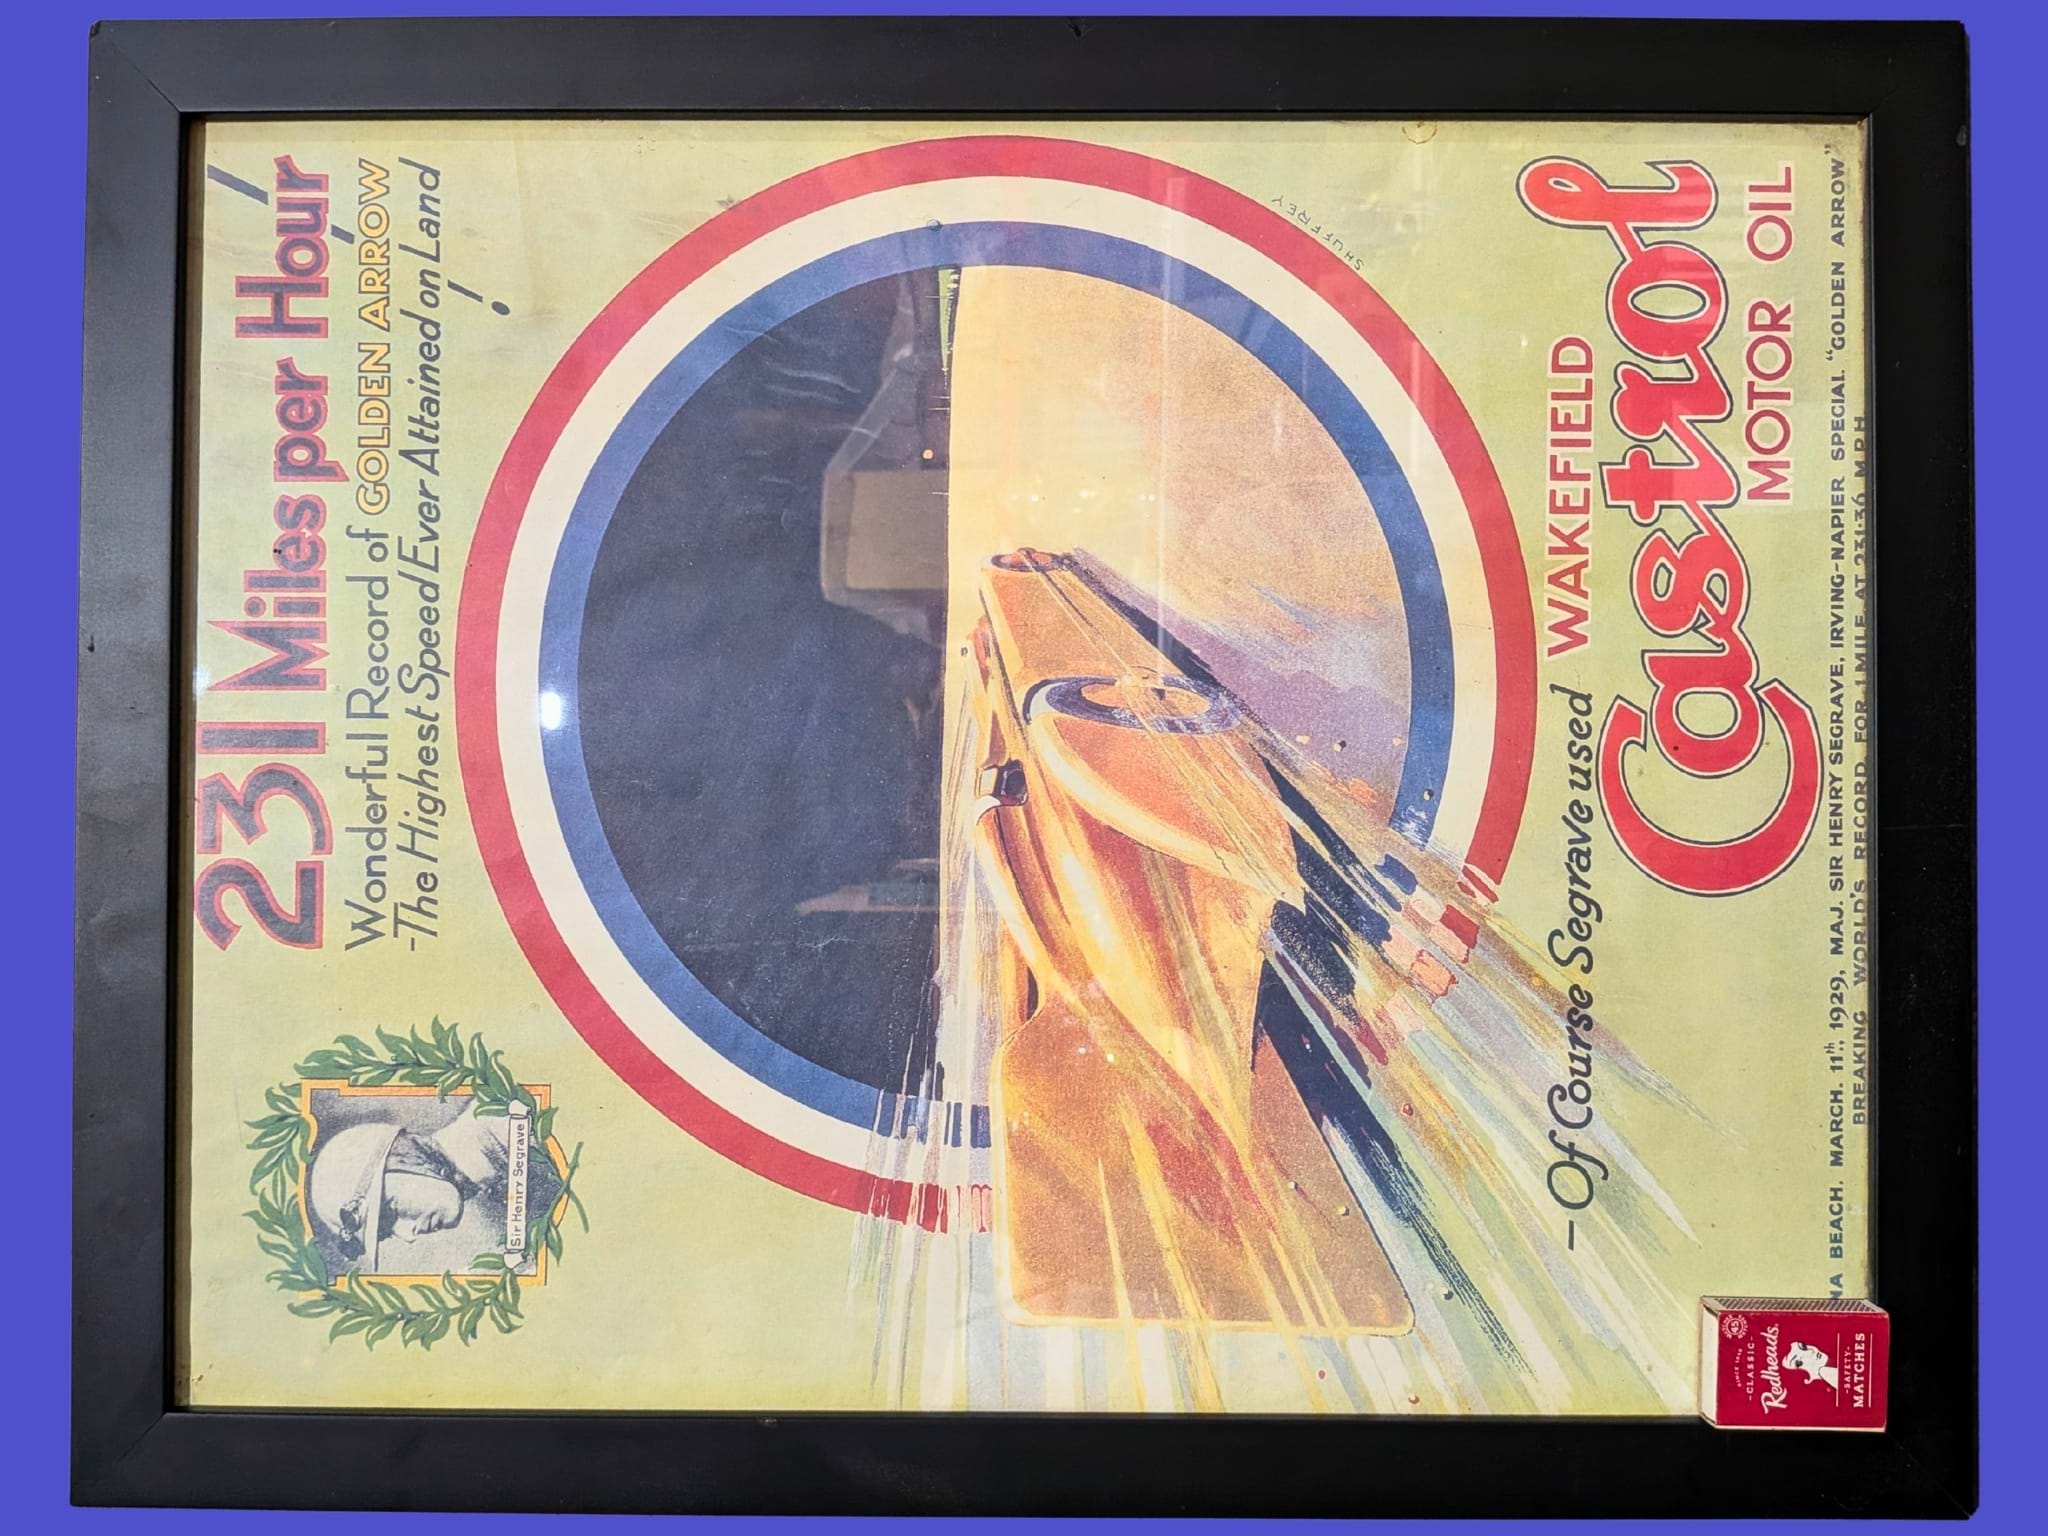 231 Miles per Hour!
Wonderful Record of GOLDEN ARROW
-The Highest Speed Ever Attained on Land!
Sir Henry Segrave
SHUFFREY
-Of Course Segrave used WAKEFIELD
Castrol
MOTOR OIL
NA BEACH. MARCH. 11th, 1929, MAJ. SIR HENRY SEGRAVE, IRVING-NAPIER SPECIAL "GOLDEN ARROW"
BREAKING WORLD'S RECORD FOR 1 MILE AT 231·36 M.P.H
-CLASSIC-
Redheads.
-SAFETY-
MATCHES
45